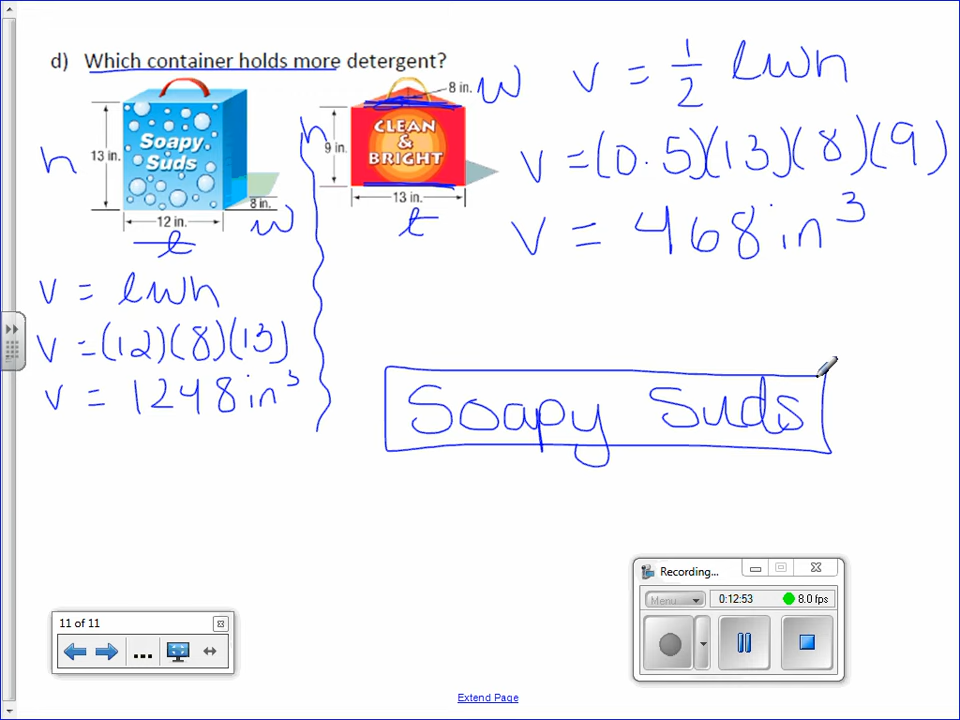 d) Which container holds more detergent?
13 in.
Soapy
Suds
12 in.
8 in.
h
l
w
8 in.
CLEAN
&
BRIGHT
9 in.
13 in.
h
w
l
v = lwh
v = (12)(8)(13)
v = 1248 in³
v = 1/2 lwh
v = (0.5)(13)(8)(9)
v = 468 in³
Soapy Suds
11 of 11
...
Recording...
Menu
0:12:53
8.0 fps
Extend Page